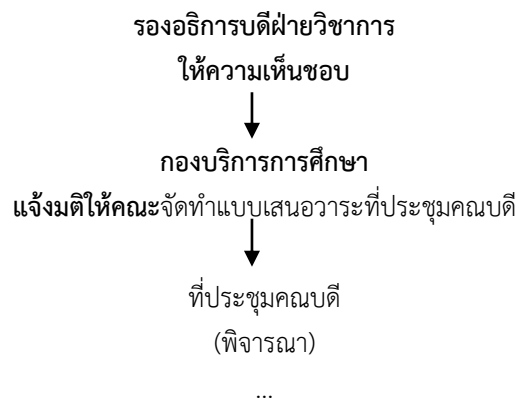 รองอธิการบดีฝ่ายวิชาการ
ให้ความเห็นชอบ
กองบริการการศึกษา
แจ้งมติให้คณะจัดทำแบบเสนอวาระที่ประชุมคณบดี
ที่ประชุมคณบดี
(พิจารณา)
...